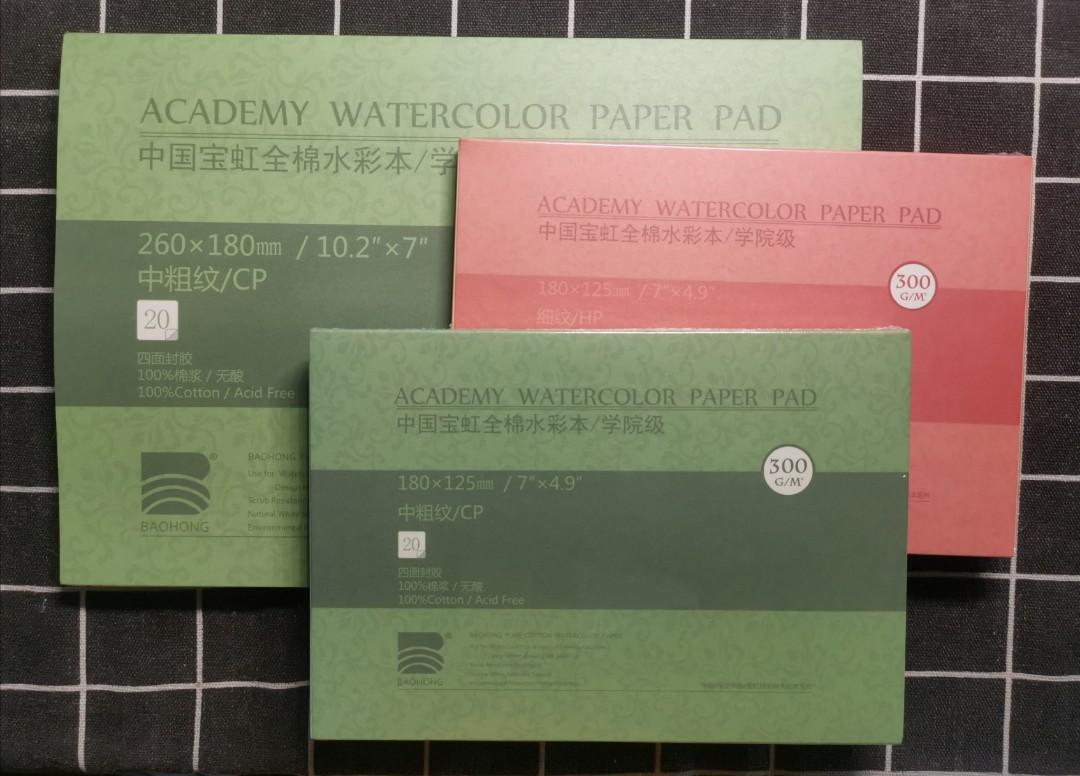 ACADEMY WATERCOLOR PAPER PAD
中国宝虹全棉水彩本/学
260×180mm / 10.2"×7"
中粗纹/CP
20
四面封胶
100%棉浆 / 无酸
100%Cotton / Acid Free
BAOHONG
Scrub
Natural White
Environmental
BAOHONG
ACADEMY WATERCOLOR PAPER PAD
中国宝虹全棉水彩本/学院级
300
G/M²
180×125mm / 7"×4.9"
细纹/HP
ACADEMY WATERCOLOR PAPER PAD
中国宝虹全棉水彩本/学院级
300
G/M²
180×125mm / 7"×4.9"
中粗纹/CP
20
四面封胶
100%棉浆 / 无酸
100%Cotton / Acid Free
BAOHONG PURE COTTON WATERCOLOR PAPER
BAOHONG